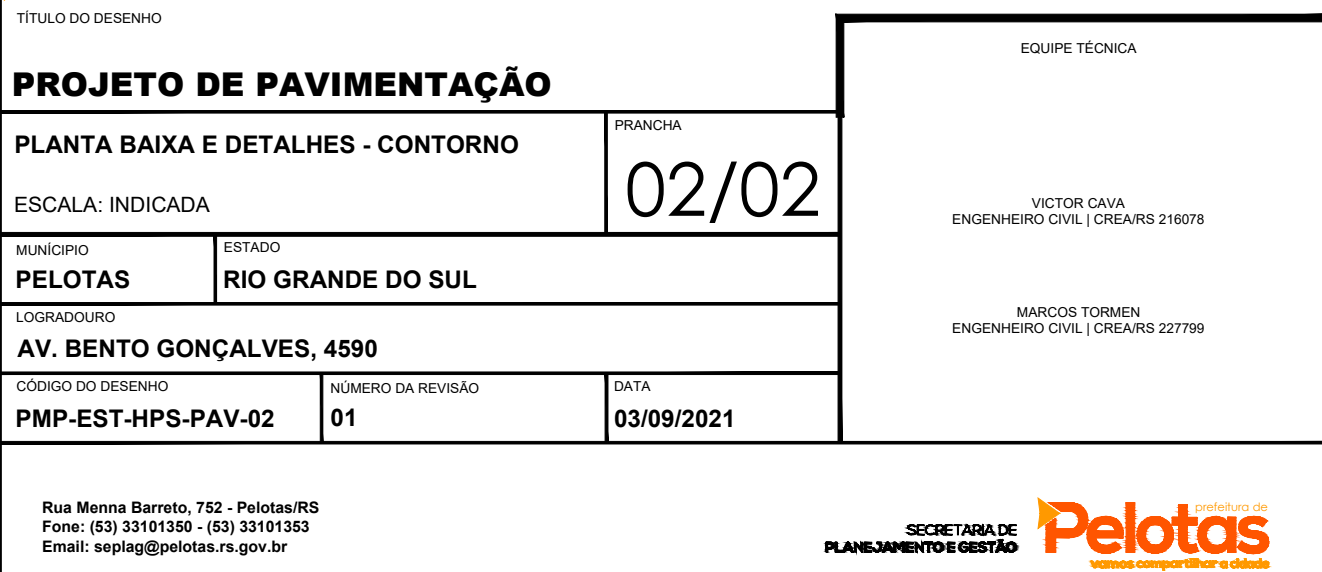 TÍTULO DO DESENHO
PROJETO DE PAVIMENTAÇÃO
PLANTA BAIXA E DETALHES - CONTORNO
ESCALA: INDICADA
PRANCHA
02/02
MUNÍCIPIO
PELOTAS
ESTADO
RIO GRANDE DO SUL
LOGRADOURO
AV. BENTO GONÇALVES, 4590
CÓDIGO DO DESENHO
PMP-EST-HPS-PAV-02
NÚMERO DA REVISÃO
01
DATA
03/09/2021
EQUIPE TÉCNICA
VICTOR CAVA
ENGENHEIRO CIVIL | CREA/RS 216078
MARCOS TORMEN
ENGENHEIRO CIVIL | CREA/RS 227799
Rua Menna Barreto, 752 - Pelotas/RS
Fone: (53) 33101350 - (53) 33101353
Email: seplag@pelotas.rs.gov.br
SECRETARIA DE
PLANEJAMENTO E GESTÃO
prefeitura de
Pelotas
vamos compartilhar a cidade